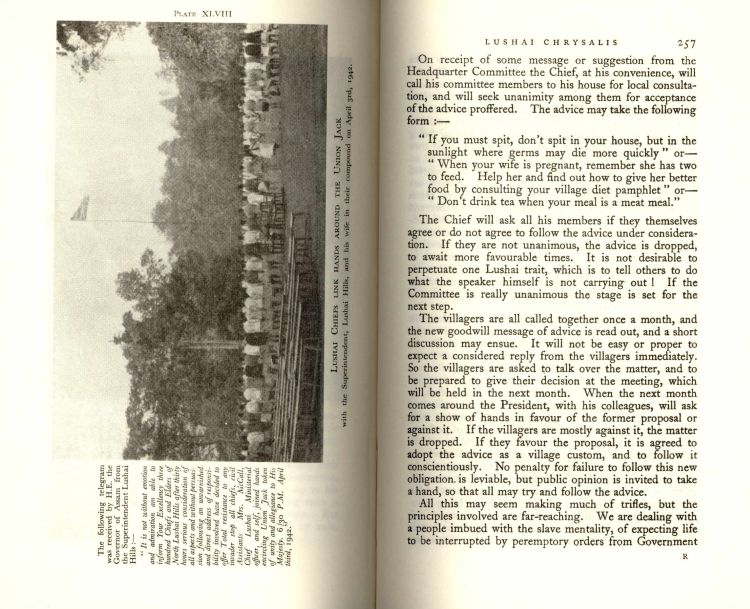 PLATE XLVIII
LUSHAI CHIEFS LINK HANDS AROUND THE UNION JACK
with the Superintendent, Lushai Hills, and his wife in their compound on April 3rd, 1942.
The following telegram
was received by H.E. the
Governor of Assam from
the Superintendent Lushai
Hills :—
" It is not without emotion
and admiration am able to
inform Your Excellency three
hundred Chiefs and Elders of
North Lushai Hills after thirty
hours serious consideration of
all aspects and without persua-
sion following an unvarnished
and direct address of responsi-
bility involved have decided to
offer Total resistance to any
invader stop all chiefs, civil
Assistants Mrs. McCall,
Chief Lushai Ministerial
officer, and self joined hands
encircling Union Jack token
of unity and allegiance to His
Majesty. 6/30 P.M. April
third, 1942."
LUSHAI CHRYSALIS 257
On receipt of some message or suggestion from the
Headquarter Committee the Chief, at his convenience, will
call his committee members to his house for local consulta-
tion, and will seek unanimity among them for acceptance
of the advice proffered. The advice may take the following
form :—
" If you must spit, don't spit in your house, but in the
sunlight where germs may die more quickly " or—
" When your wife is pregnant, remember she has two
to feed. Help her and find out how to give her better
food by consulting your village diet pamphlet " or—
" Don't drink tea when your meal is a meat meal."
The Chief will ask all his members if they themselves
agree or do not agree to follow the advice under considera-
tion. If they are not unanimous, the advice is dropped,
to await more favourable times. It is not desirable to
perpetuate one Lushai trait, which is to tell others to do
what the speaker himself is not carrying out ! If the
Committee is really unanimous the stage is set for the
next step.
The villagers are all called together once a month, and
the new goodwill message of advice is read out, and a short
discussion may ensue. It will not be easy or proper to
expect a considered reply from the villagers immediately.
So the villagers are asked to talk over the matter, and to
be prepared to give their decision at the meeting, which
will be held in the next month. When the next month
comes around the President, with his colleagues, will ask
for a show of hands in favour of the former proposal or
against it. If the villagers are mostly against it, the matter
is dropped. If they favour the proposal, it is agreed to
adopt the advice as a village custom, and to follow it
conscientiously. No penalty for failure to follow this new
obligation is leviable, but public opinion is invited to
take a hand, so that all may try and follow the advice.
All this may seem making much of trifles, but the
principles involved are far-reaching. We are dealing with
a people imbued with the slave mentality, of expecting life
to be interrupted by peremptory orders from Government
R